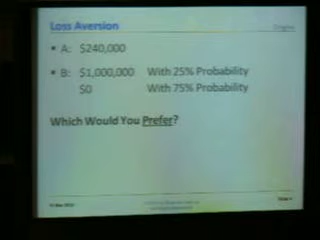 Loss Aversion
▪ A: $240,000
▪ B: $1,000,000 With 25% Probability
$0 With 75% Probability
Which Would You Prefer?